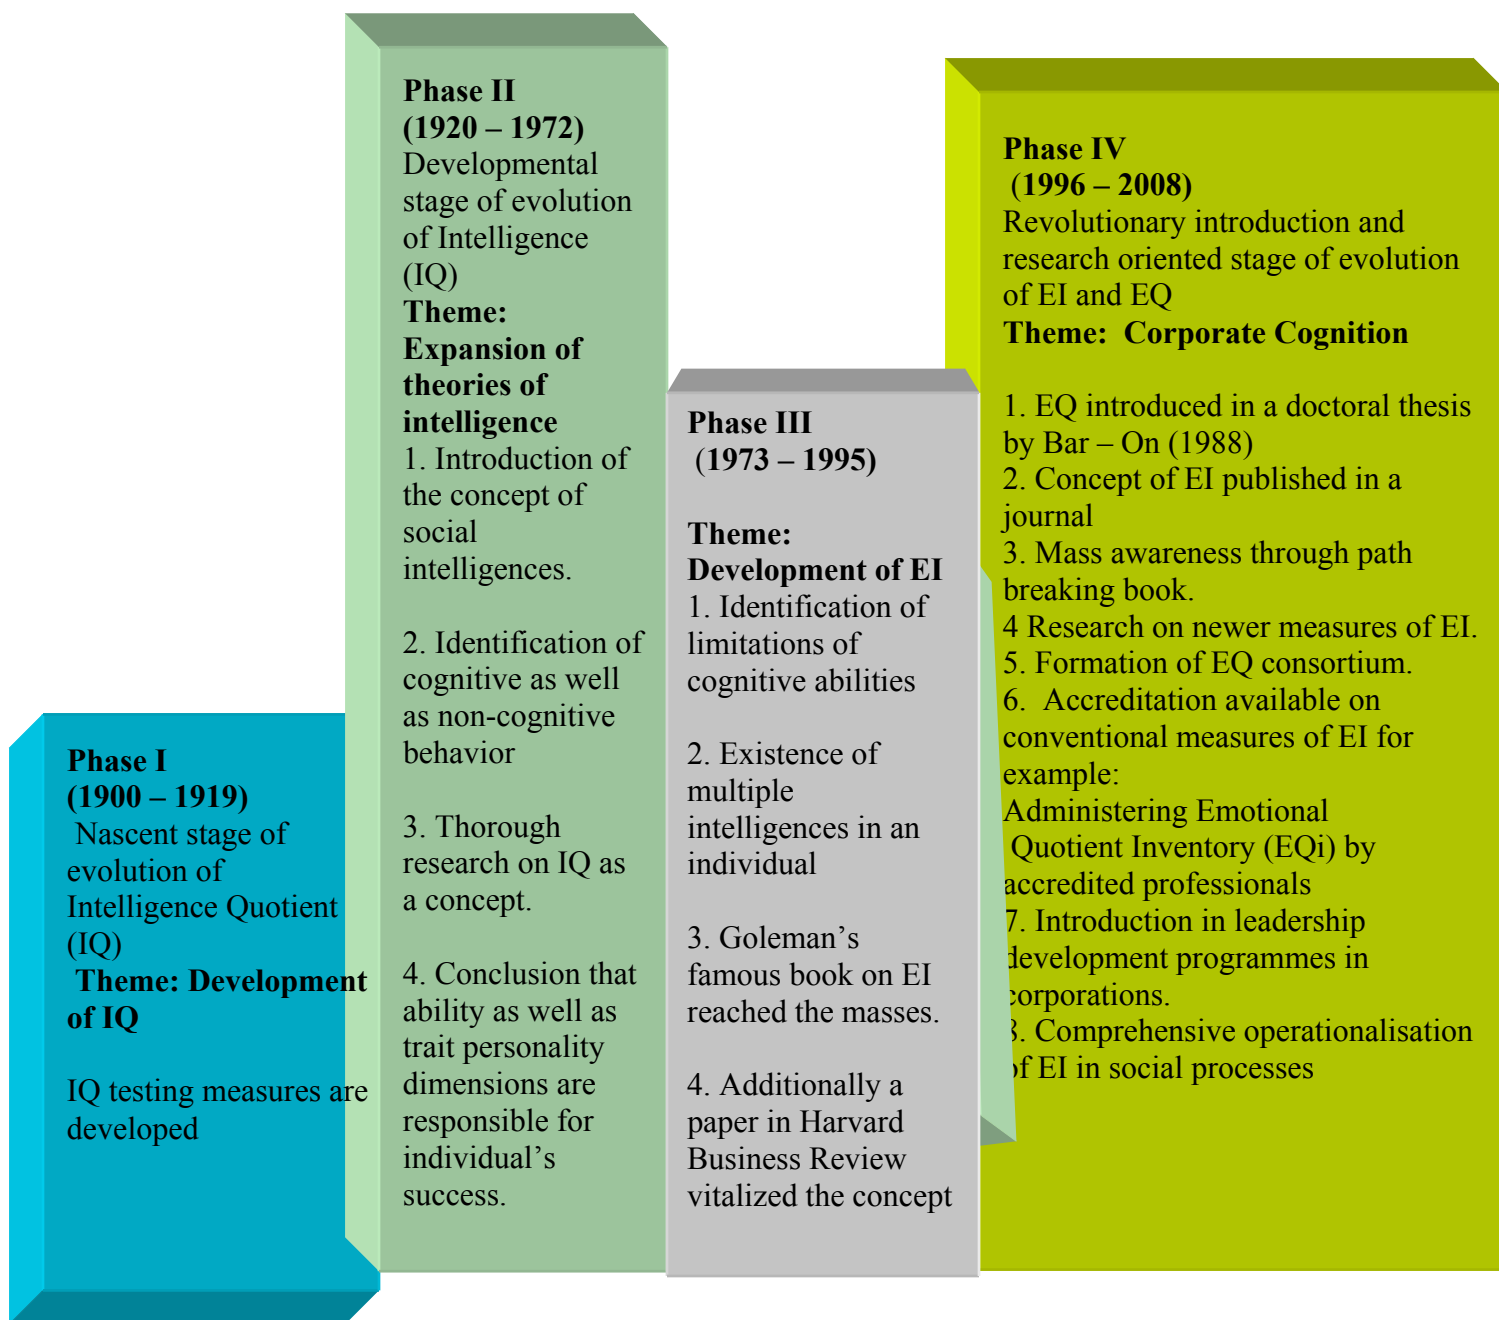 Phase I
(1900 – 1919)
Nascent stage of
evolution of
Intelligence Quotient
(IQ)
Theme: Development
of IQ
IQ testing measures are
developed
Phase II
(1920 – 1972)
Developmental
stage of evolution
of Intelligence
(IQ)
Theme:
Expansion of
theories of
intelligence
1. Introduction of
the concept of
social
intelligences.
2. Identification of
cognitive as well
as non-cognitive
behavior
3. Thorough
research on IQ as
a concept.
4. Conclusion that
ability as well as
trait personality
dimensions are
responsible for
individual’s
success.
Phase III
(1973 – 1995)
Theme:
Development of EI
1. Identification of
limitations of
cognitive abilities
2. Existence of
multiple
intelligences in an
individual
3. Goleman’s
famous book on EI
reached the masses.
4. Additionally a
paper in Harvard
Business Review
vitalized the concept
Phase IV
(1996 – 2008)
Revolutionary introduction and
research oriented stage of evolution
of EI and EQ
Theme: Corporate Cognition
1. EQ introduced in a doctoral thesis
by Bar – On (1988)
2. Concept of EI published in a
journal
3. Mass awareness through path
breaking book.
4 Research on newer measures of EI.
5. Formation of EQ consortium.
6. Accreditation available on
conventional measures of EI for
example:
Administering Emotional
Quotient Inventory (EQi) by
accredited professionals
7. Introduction in leadership
development programmes in
corporations.
8. Comprehensive operationalisation
of EI in social processes